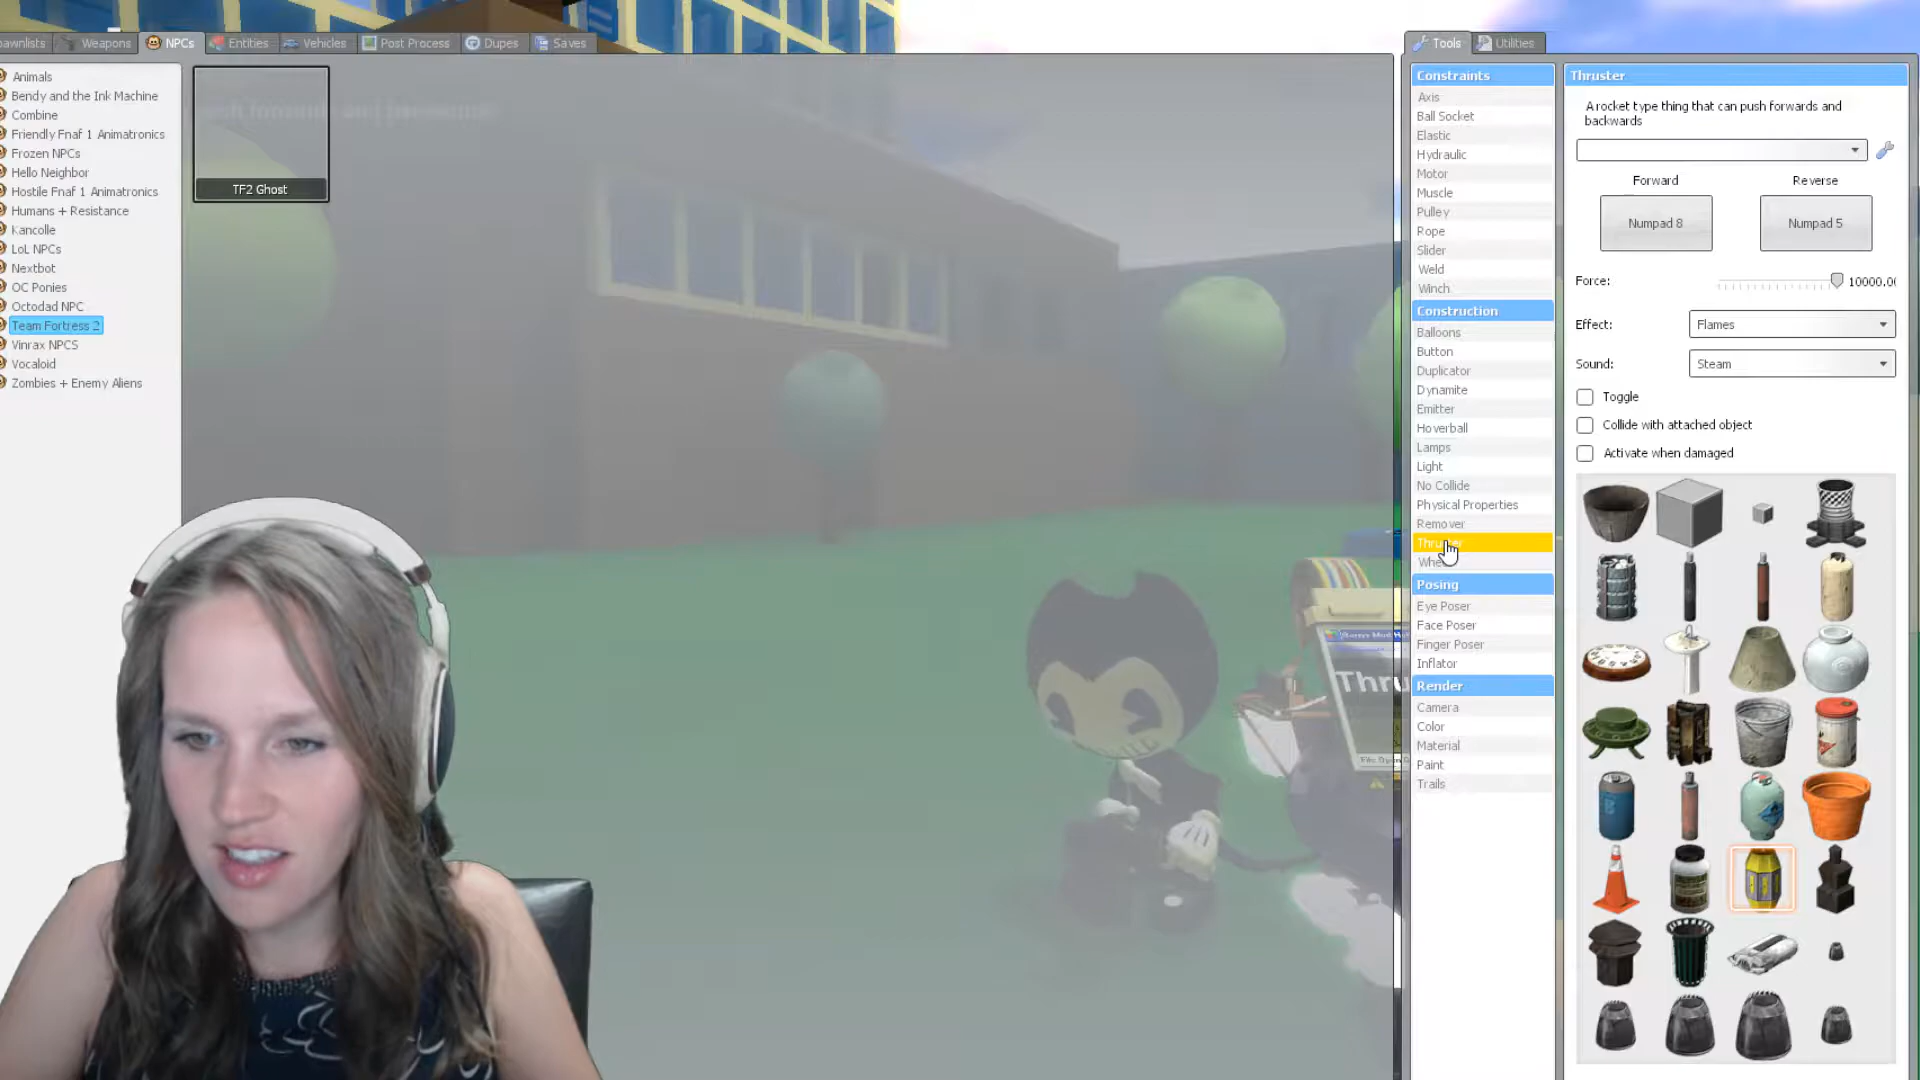 awnlists
Weapons
NPCs
Entities
Vehicles
Post Process
Dupes
Saves
Animals
Bendy and the Ink Machine
Combine
Friendly Fnaf 1 Animatronics
Frozen NPCs
Hello Neighbor
Hostile Fnaf 1 Animatronics
Humans + Resistance
Kancolle
LoL NPCs
Nextbot
OC Ponies
Octodad NPC
Team Fortress 2
Vinrax NPCS
Vocaloid
Zombies + Enemy Aliens
TF2 Ghost
Thru
Tools
Utilities
Constraints
Axis
Ball Socket
Elastic
Hydraulic
Motor
Muscle
Pulley
Rope
Slider
Weld
Winch
Construction
Balloons
Button
Duplicator
Dynamite
Emitter
Hoverball
Lamps
Light
No Collide
Physical Properties
Remover
Thruster
Whe
Posing
Eye Poser
Face Poser
Finger Poser
Inflator
Render
Camera
Color
Material
Paint
Trails
Thruster
A rocket type thing that can push forwards and
backwards
Forward Reverse
Numpad 8 Numpad 5
Force: 10000.00
Effect: Flames
Sound: Steam
Toggle
Collide with attached object
Activate when damaged